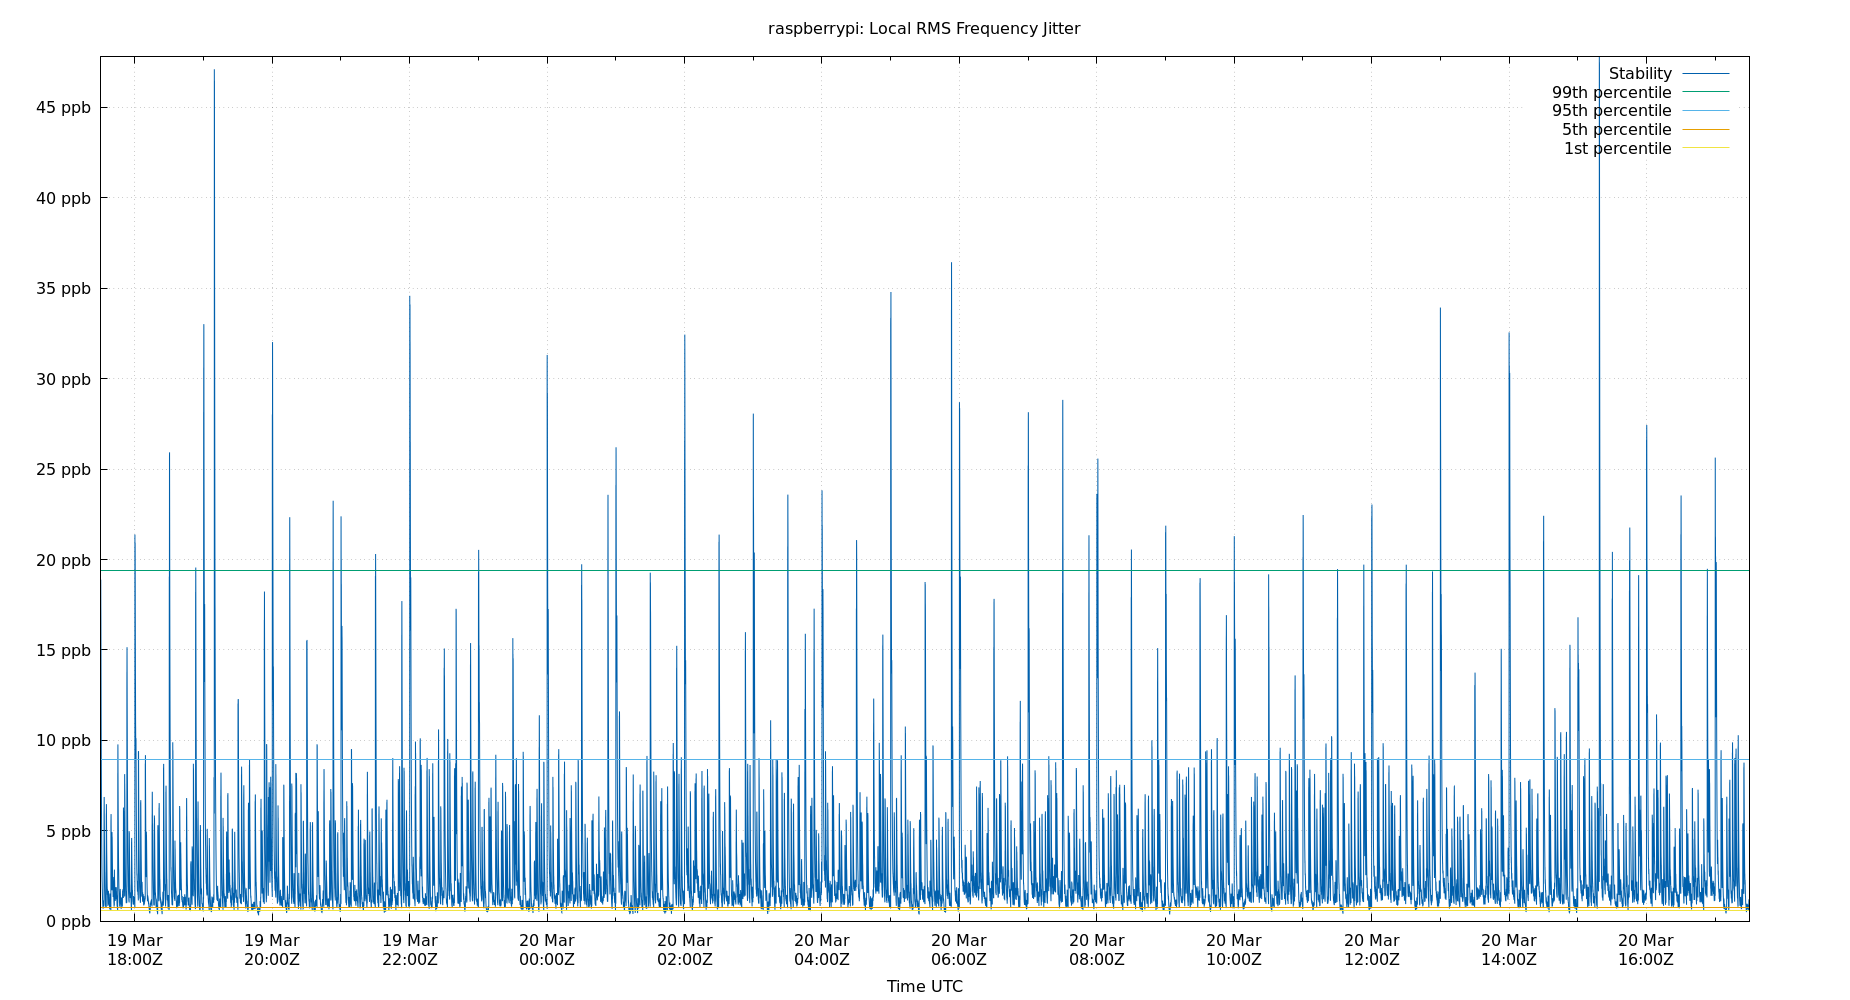 raspberrypi: Local RMS Frequency Jitter
Stability
99th percentile
95th percentile
5th percentile
1st percentile
45 ppb
40 ppb
35 ppb
30 ppb
25 ppb
20 ppb
15 ppb
10 ppb
5 ppb
0 ppb
19 Mar 19 Mar 19 Mar 20 Mar 20 Mar 20 Mar 20 Mar 20 Mar 20 Mar 20 Mar 20 Mar 20 Mar
18:00Z 20:00Z 22:00Z 00:00Z 02:00Z 04:00Z 06:00Z 08:00Z 10:00Z 12:00Z 14:00Z 16:00Z
Time UTC